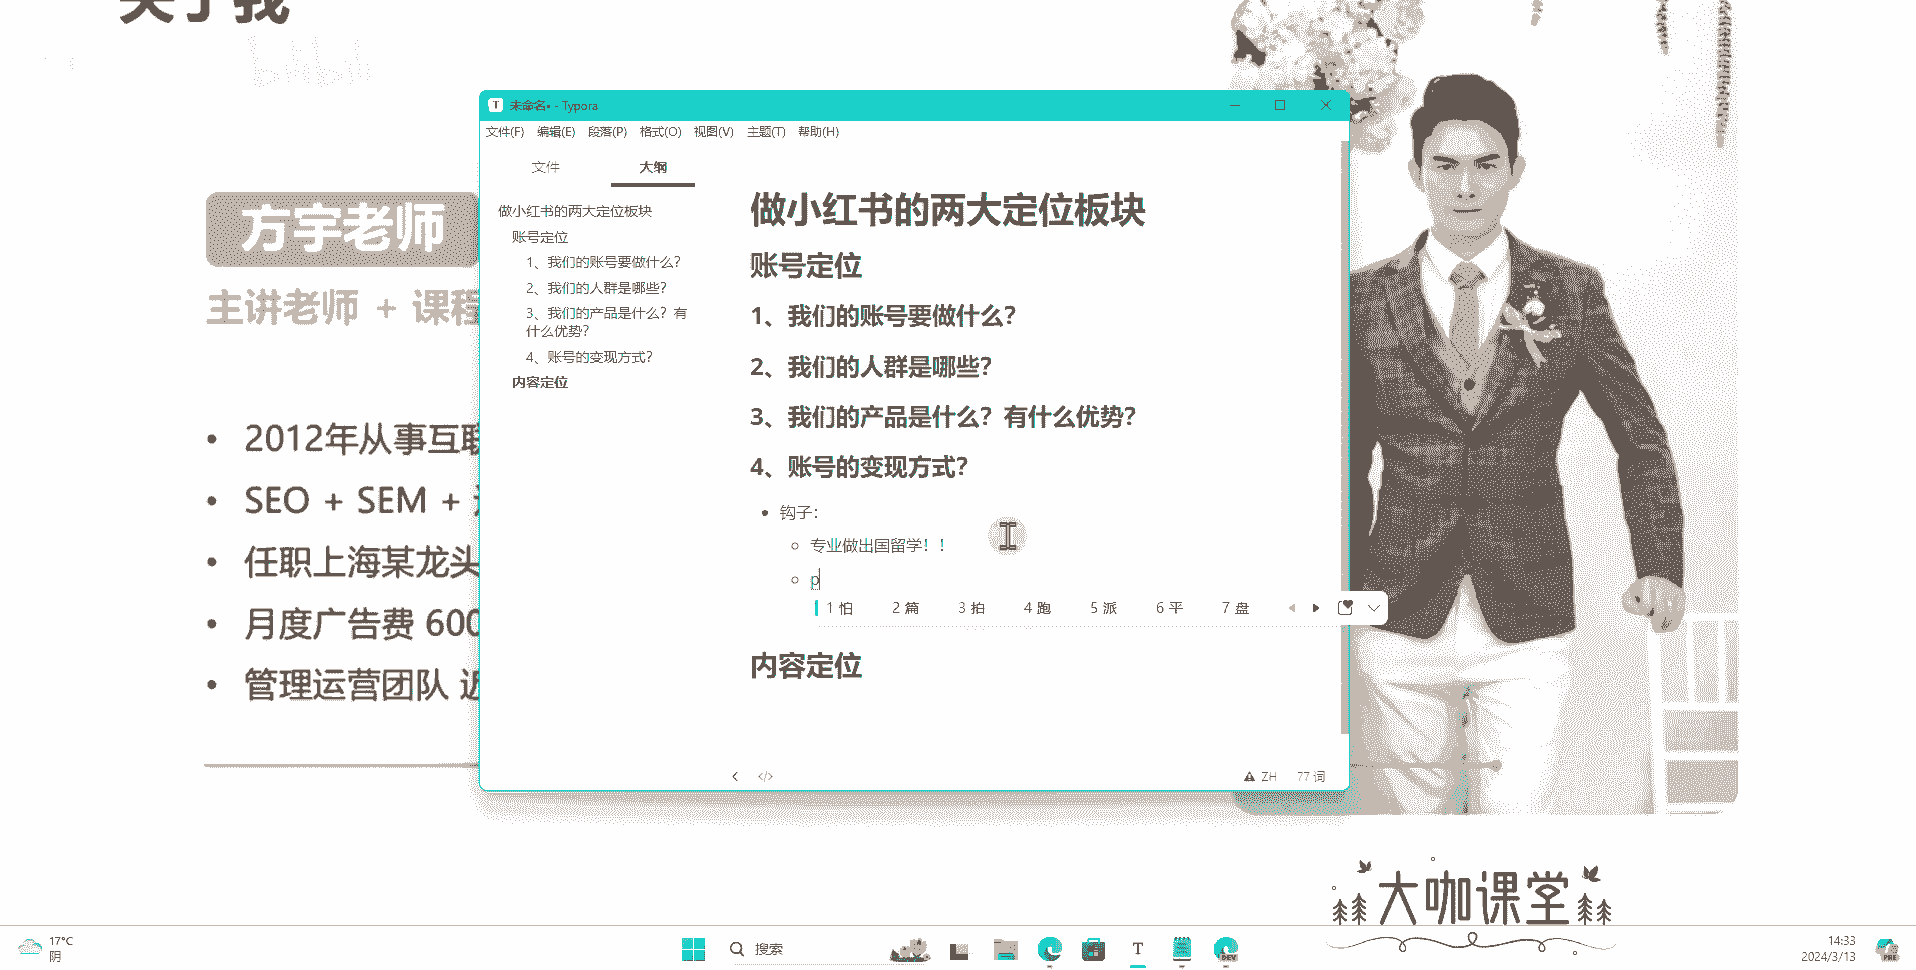 关于我
bilibili
方宇老师
主讲老师 + 课程
• 2012年从事互联
• SEO + SEM +
• 任职上海某龙头
• 月度广告费 600
• 管理运营团队 近
未命名• - Typora
文件(F) 编辑(E) 段落(P) 格式(O) 视图(V) 主题(T) 帮助(H)
文件 大纲
做小红书的两大定位板块
账号定位
1、我们的账号要做什么？
2、我们的人群是哪些？
3、我们的产品是什么？有
什么优势？
4、账号的变现方式？
内容定位
做小红书的两大定位板块
账号定位
1、我们的账号要做什么？
2、我们的人群是哪些？
3、我们的产品是什么？有什么优势？
4、账号的变现方式？
• 钩子：
专业做出国留学！！
p
1 怕 2 篇 3 拍 4 跑 5 派 6 平 7 盘
内容定位
</> ZH 77 词
大咖课堂
17°C
阴
搜索
T
DEV
14:33
2024/3/13
PRE